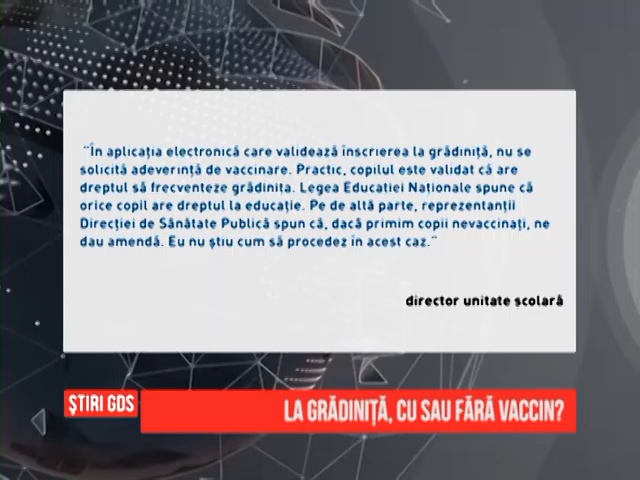 ¨În aplicația electronică care validează înscrierea la grădiniță, nu se
solicită adeverință de vaccinare. Practic, copilul este validat că are
dreptul să frecventeze grădinita. Legea Educatiei Naționale spune că
orice copil are dreptul la educație. Pe de altă parte, reprezentanții
Direcției de Sănătate Publică spun că, dacă primim copii nevaccinați, ne
dau amendă. Eu nu știu cum să procedez în acest caz.¨
director unitate școlară
ȘTIRI GDS
LA GRĂDINIȚĂ, CU SAU FĂRĂ VACCIN?